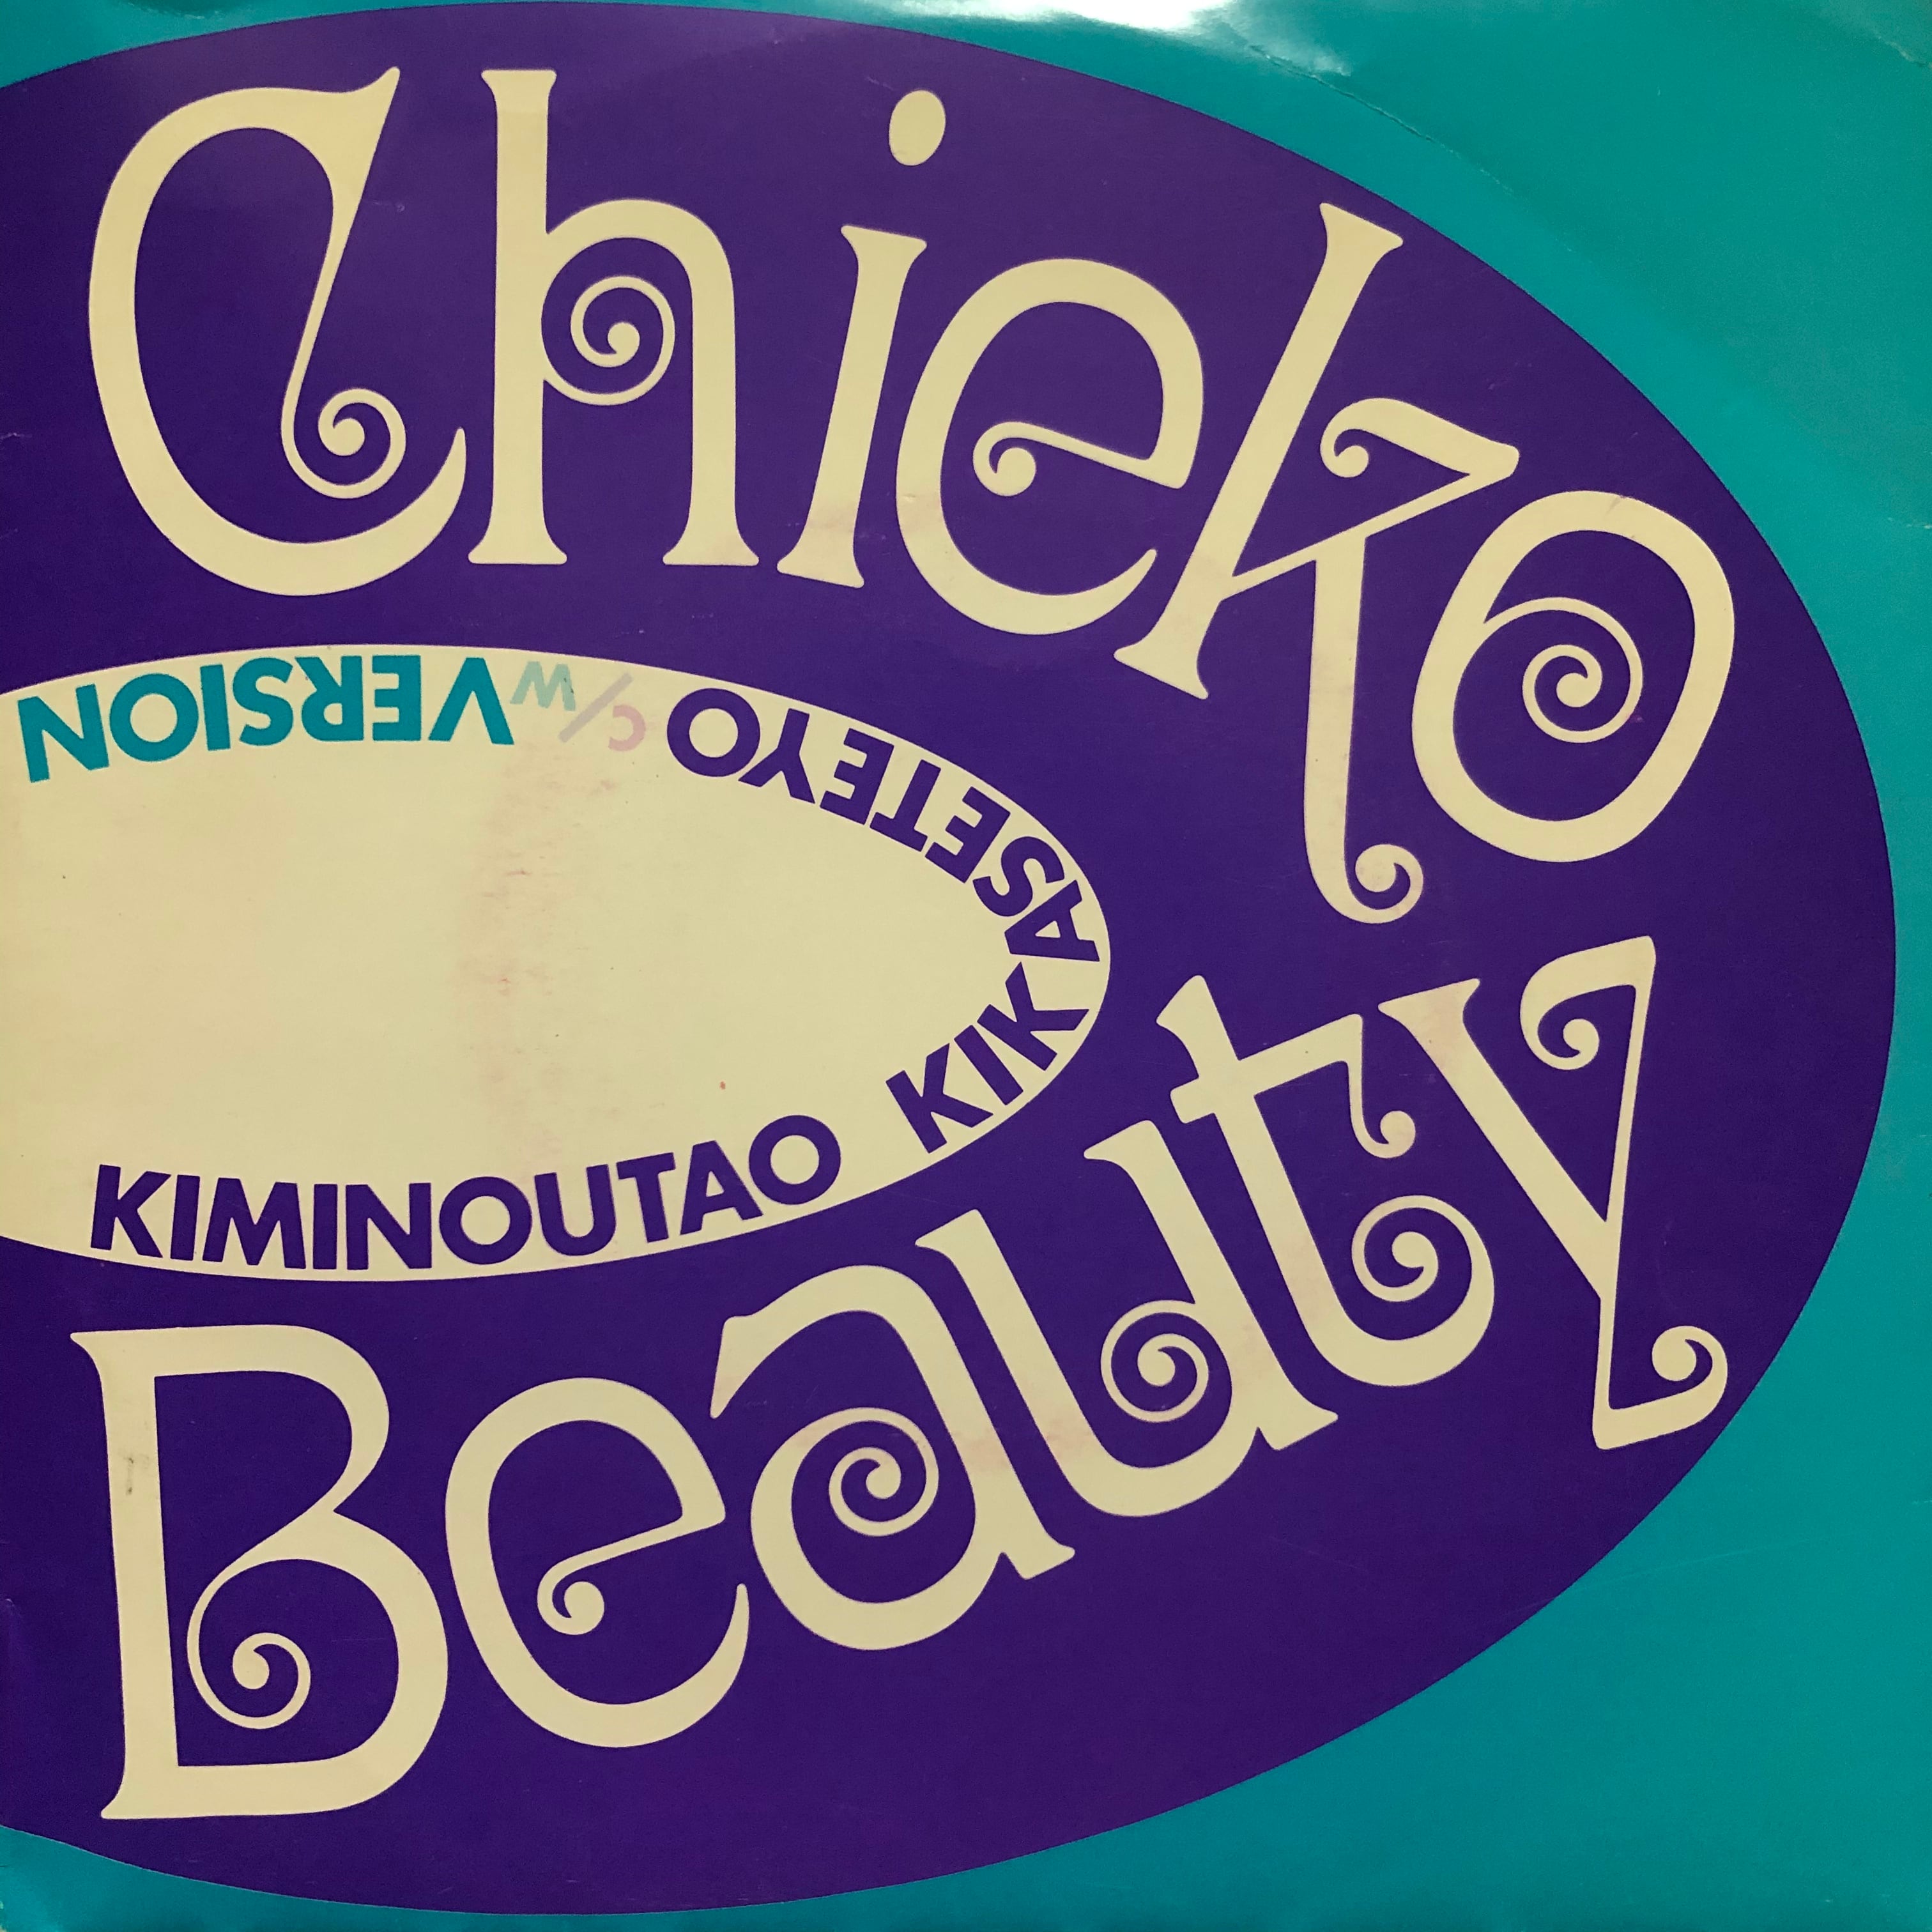 Chieko
Beauty
KIMINOUTAO KIKASETEYO c/w VERSION